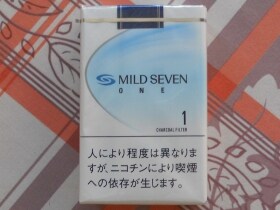 MILD SEVEN
ONE
1
CHARCOAL FILTER
人により程度は異なりま
すが、ニコチンにより喫煙
への依存が生じます。